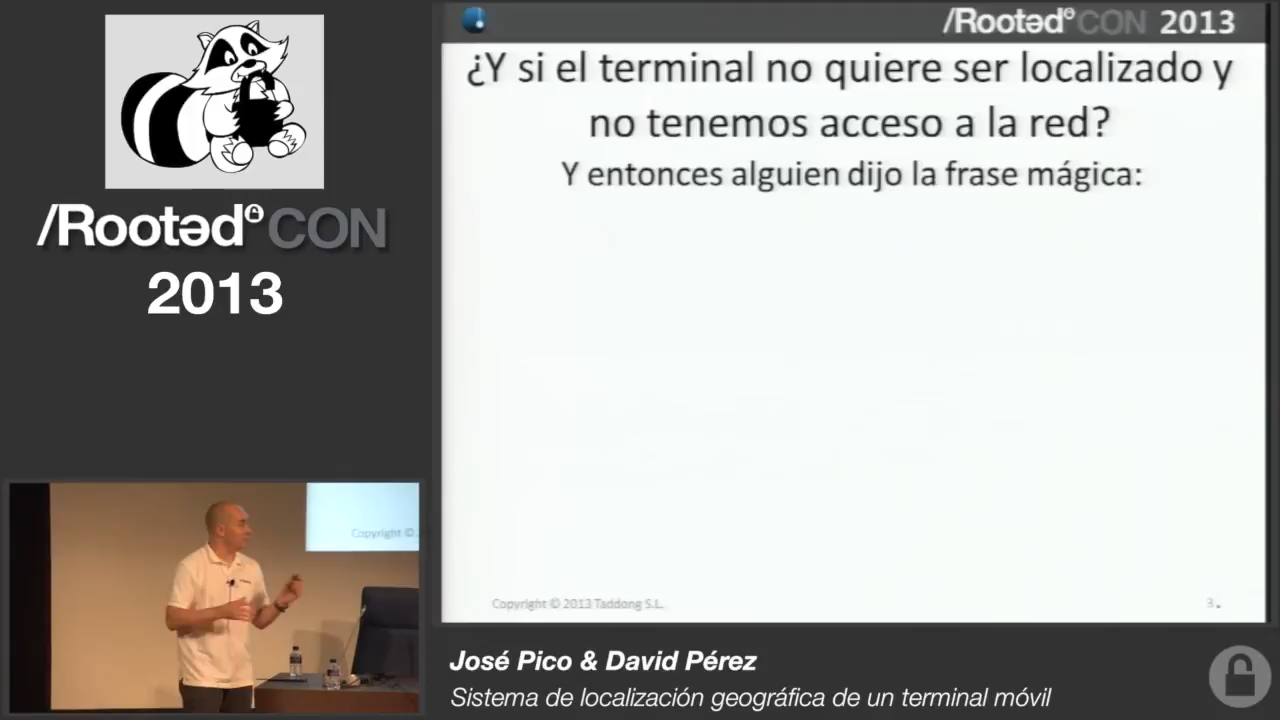 /Rootəd CON
2013
/Rootəd CON 2013
¿Y si el terminal no quiere ser localizado y
no tenemos acceso a la red?
Y entonces alguien dijo la frase mágica:
Copyright © 2013 Taddong S.L.
3
Copyright ©
José Pico & David Pérez
Sistema de localización geográfica de un terminal móvil